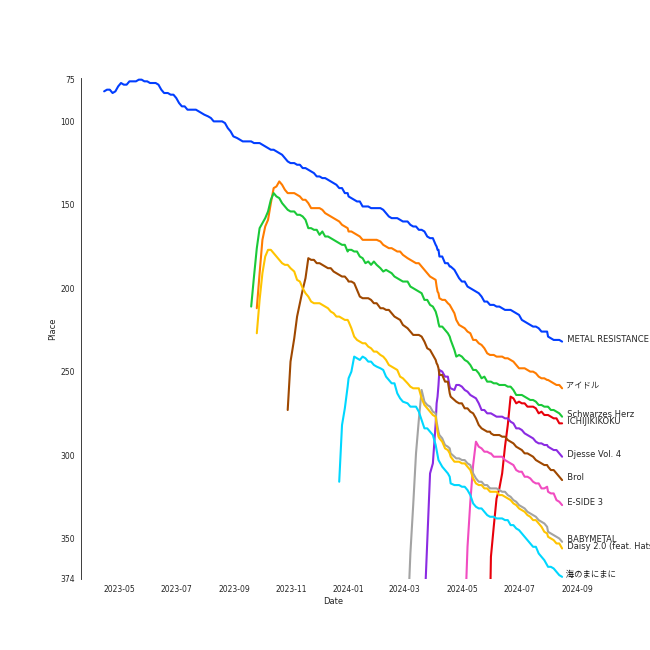 75
100
150
200
250
300
350
374
Place
2023-05
2023-07
2023-09
2023-11
2024-01
2024-03
2024-05
2024-07
2024-09
Date
METAL RESISTANCE
アイドル
Schwarzes Herz
ICHIJIKIKOKU
Djesse Vol. 4
Brol
E-SIDE 3
BABYMETAL
Daisy 2.0 (feat. Hats
海のまにまに